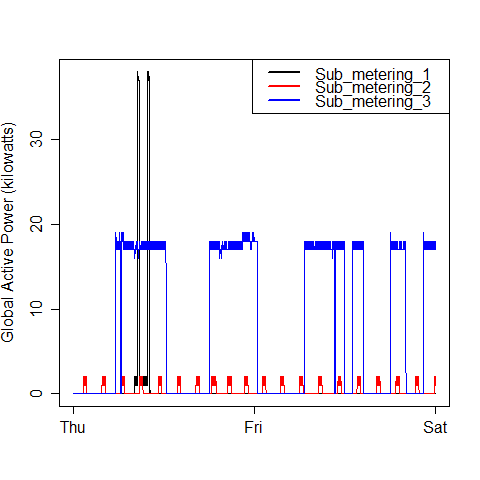 Sub_metering_1
Sub_metering_2
Sub_metering_3
Global Active Power (kilowatts)
30
20
10
0
Thu Fri Sat